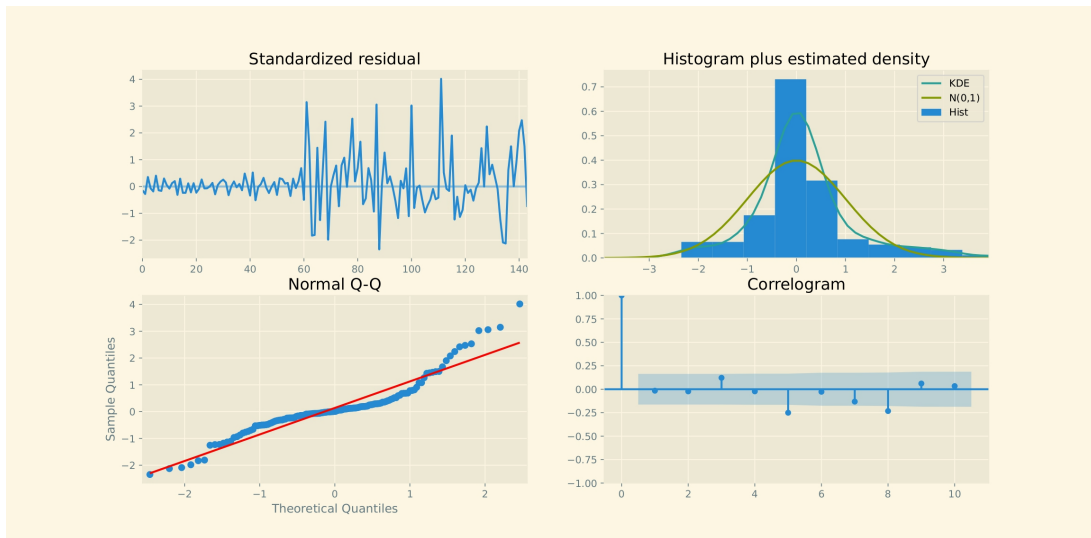 Standardized residual
4
3
2
1
0
−1
−2
0 20 40 60 80 100 120 140
Histogram plus estimated density
KDE
N(0,1)
Hist
0.7
0.6
0.5
0.4
0.3
0.2
0.1
0.0
−3 −2 −1 0 1 2 3
Normal Q-Q
Sample Quantiles
4
3
2
1
0
−1
−2
−2 −1 0 1 2
Theoretical Quantiles
Correlogram
1.00
0.75
0.50
0.25
0.00
−0.25
−0.50
−0.75
−1.00
0 2 4 6 8 10